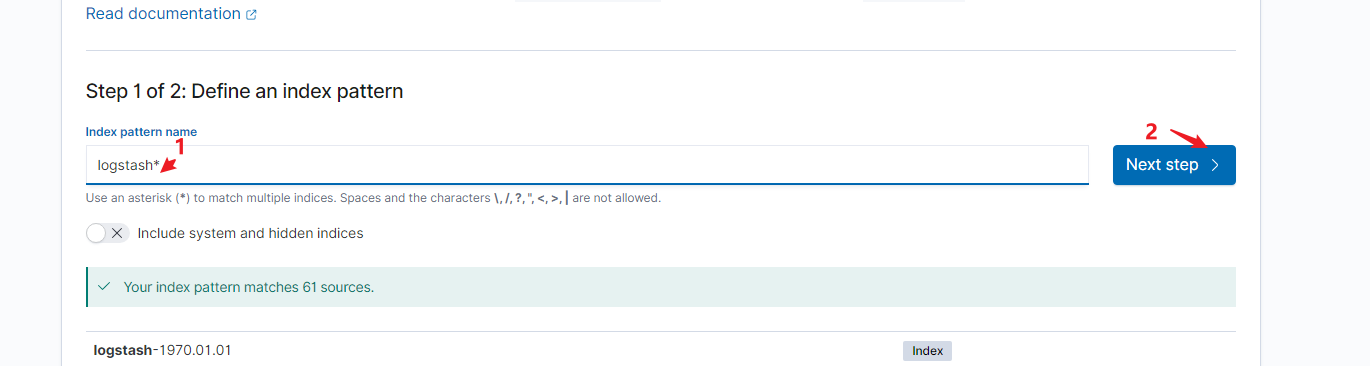 Read documentation
Step 1 of 2: Define an index pattern
Index pattern name
1
2
logstash*
Next step
Use an asterisk (*) to match multiple indices. Spaces and the characters \, /, ?, ", <, >, | are not allowed.
Include system and hidden indices
Your index pattern matches 61 sources.
logstash-1970.01.01 Index